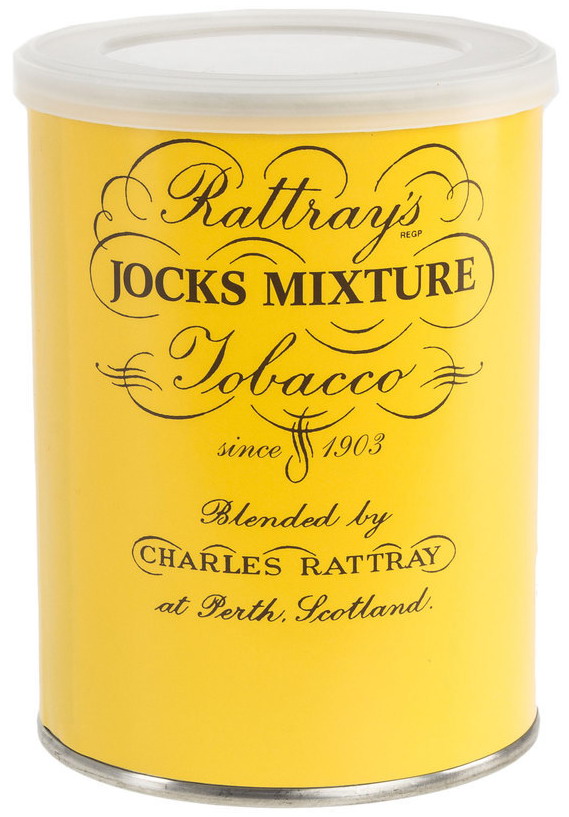 Rattray's
REGP
JOCKS MIXTURE
Tobacco
since 1903
Blended by
CHARLES RATTRAY
at Perth, Scotland.